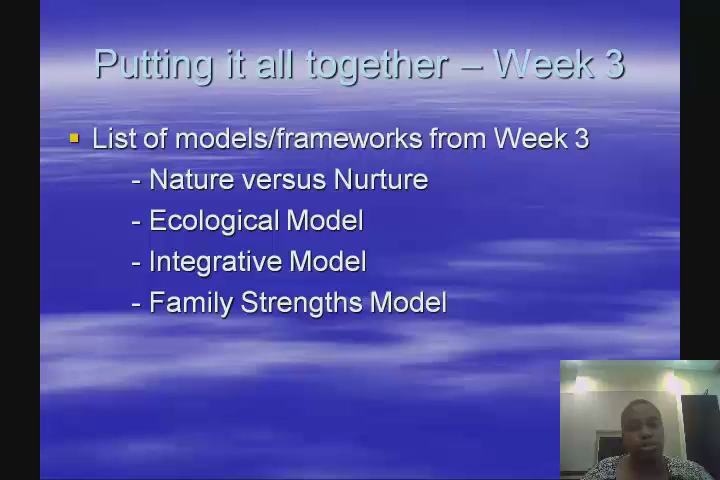 Putting it all together – Week 3
List of models/frameworks from Week 3
- Nature versus Nurture
- Ecological Model
- Integrative Model
- Family Strengths Model